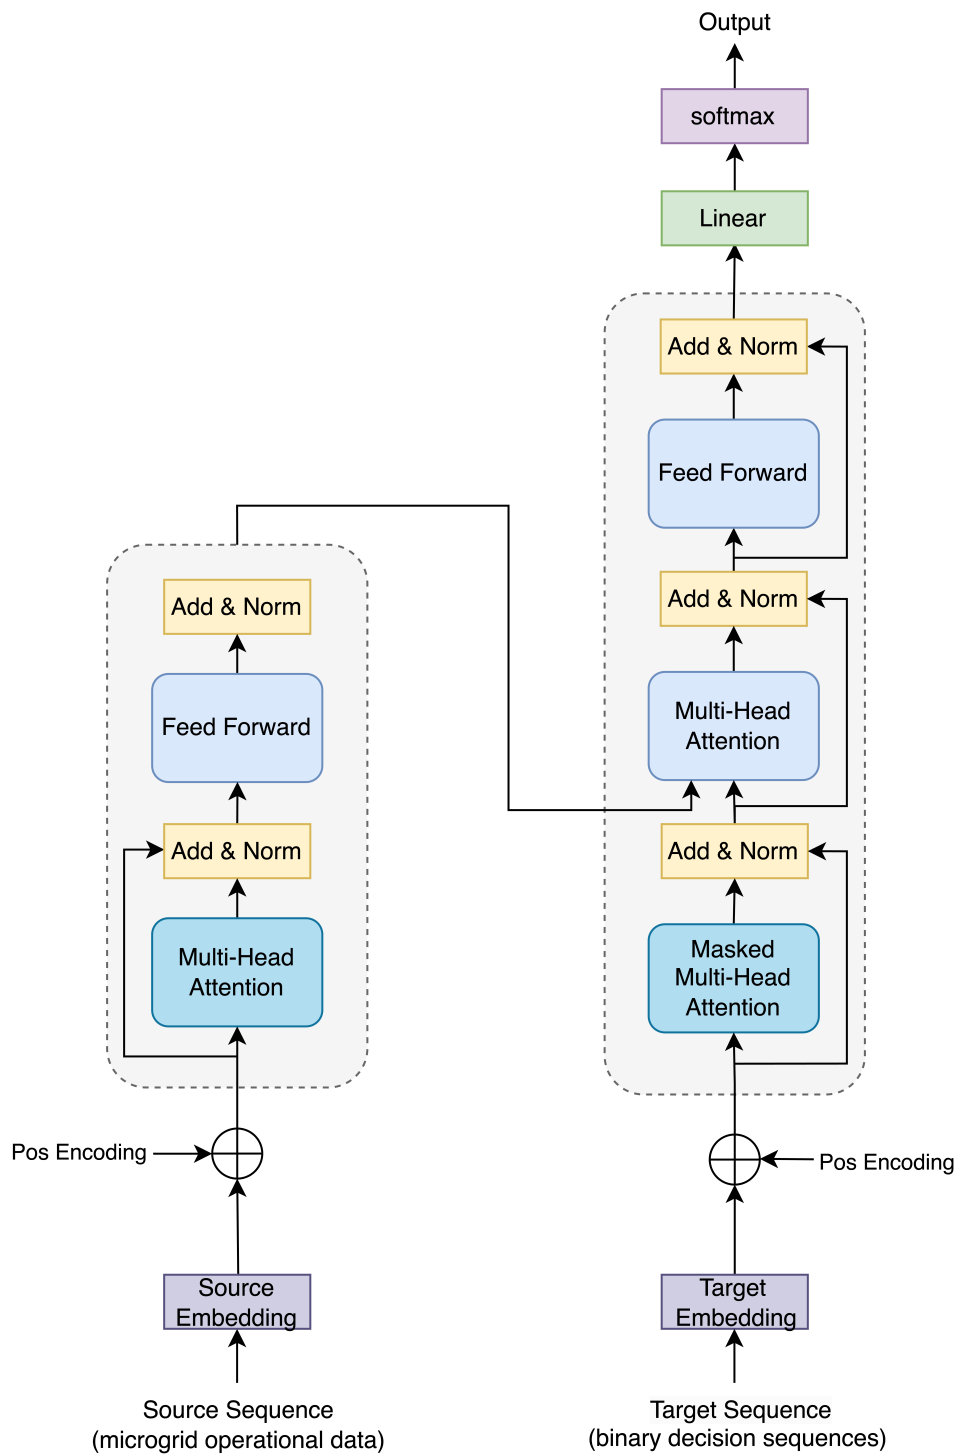 Output
softmax
Linear
Add & Norm
Feed Forward
Add & Norm
Multi-Head
Attention
Add & Norm
Masked
Multi-Head
Attention
Pos Encoding
Target
Embedding
Target Sequence
(binary decision sequences)
Add & Norm
Feed Forward
Add & Norm
Multi-Head
Attention
Pos Encoding
Source
Embedding
Source Sequence
(microgrid operational data)